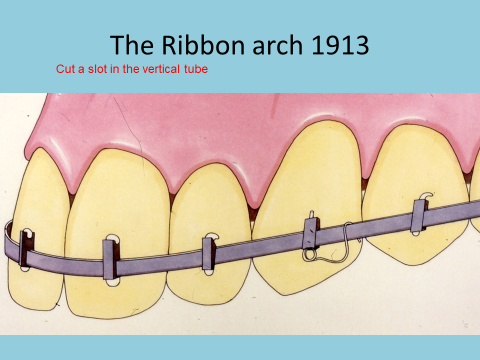 The Ribbon arch 1913
Cut a slot in the vertical tube